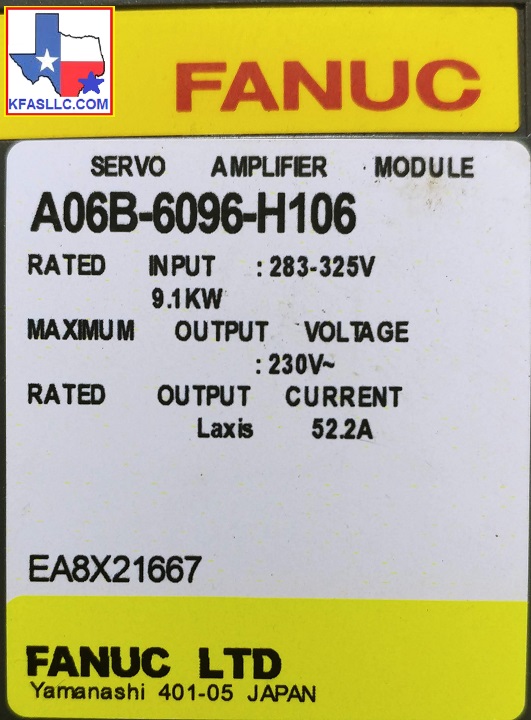 KFASLLC.COM
FANUC
SERVO AMPLIFIER MODULE
A06B-6096-H106
RATED INPUT : 283-325V
9.1KW
MAXIMUM OUTPUT VOLTAGE
: 230V~
RATED OUTPUT CURRENT
Laxis 52.2A
EA8X21667
FANUC LTD
Yamanashi 401-05 JAPAN